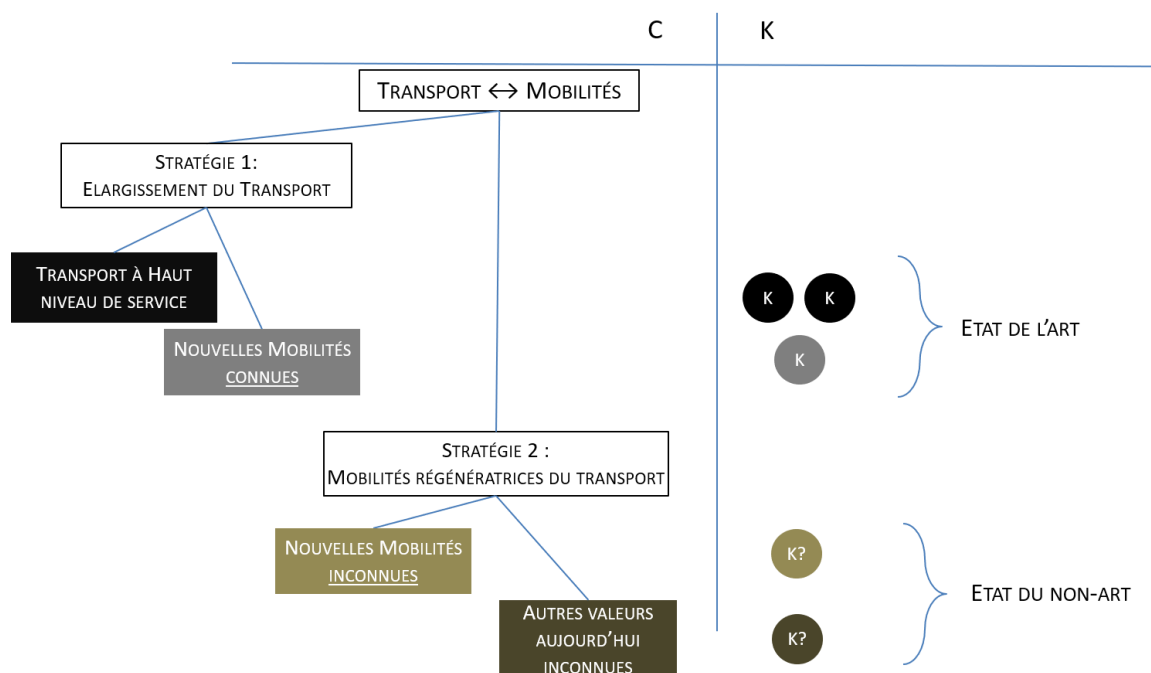 C
K
Transport ↔ Mobilités
Stratégie 1:
Elargissement du Transport
Transport à Haut
niveau de service
Nouvelles Mobilités
connues
K
K
K
Etat de l'art
Stratégie 2 :
Mobilités régénératrices du transport
Nouvelles Mobilités
inconnues
Autres valeurs
aujourd'hui
inconnues
K?
K?
Etat du non-art